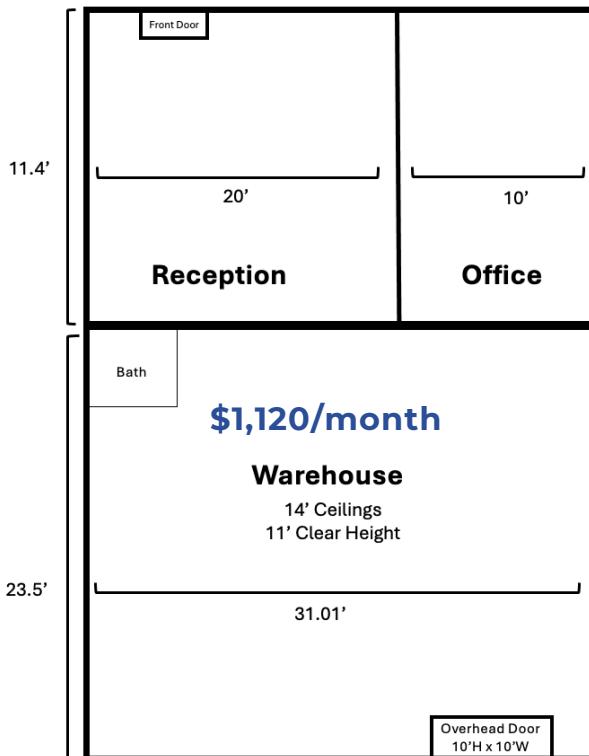 Front Door
11.4’
20’
10’
Reception
Office
Bath
$1,120/month
Warehouse
14’ Ceilings
11’ Clear Height
23.5’
31.01’
Overhead Door
10’H x 10’W